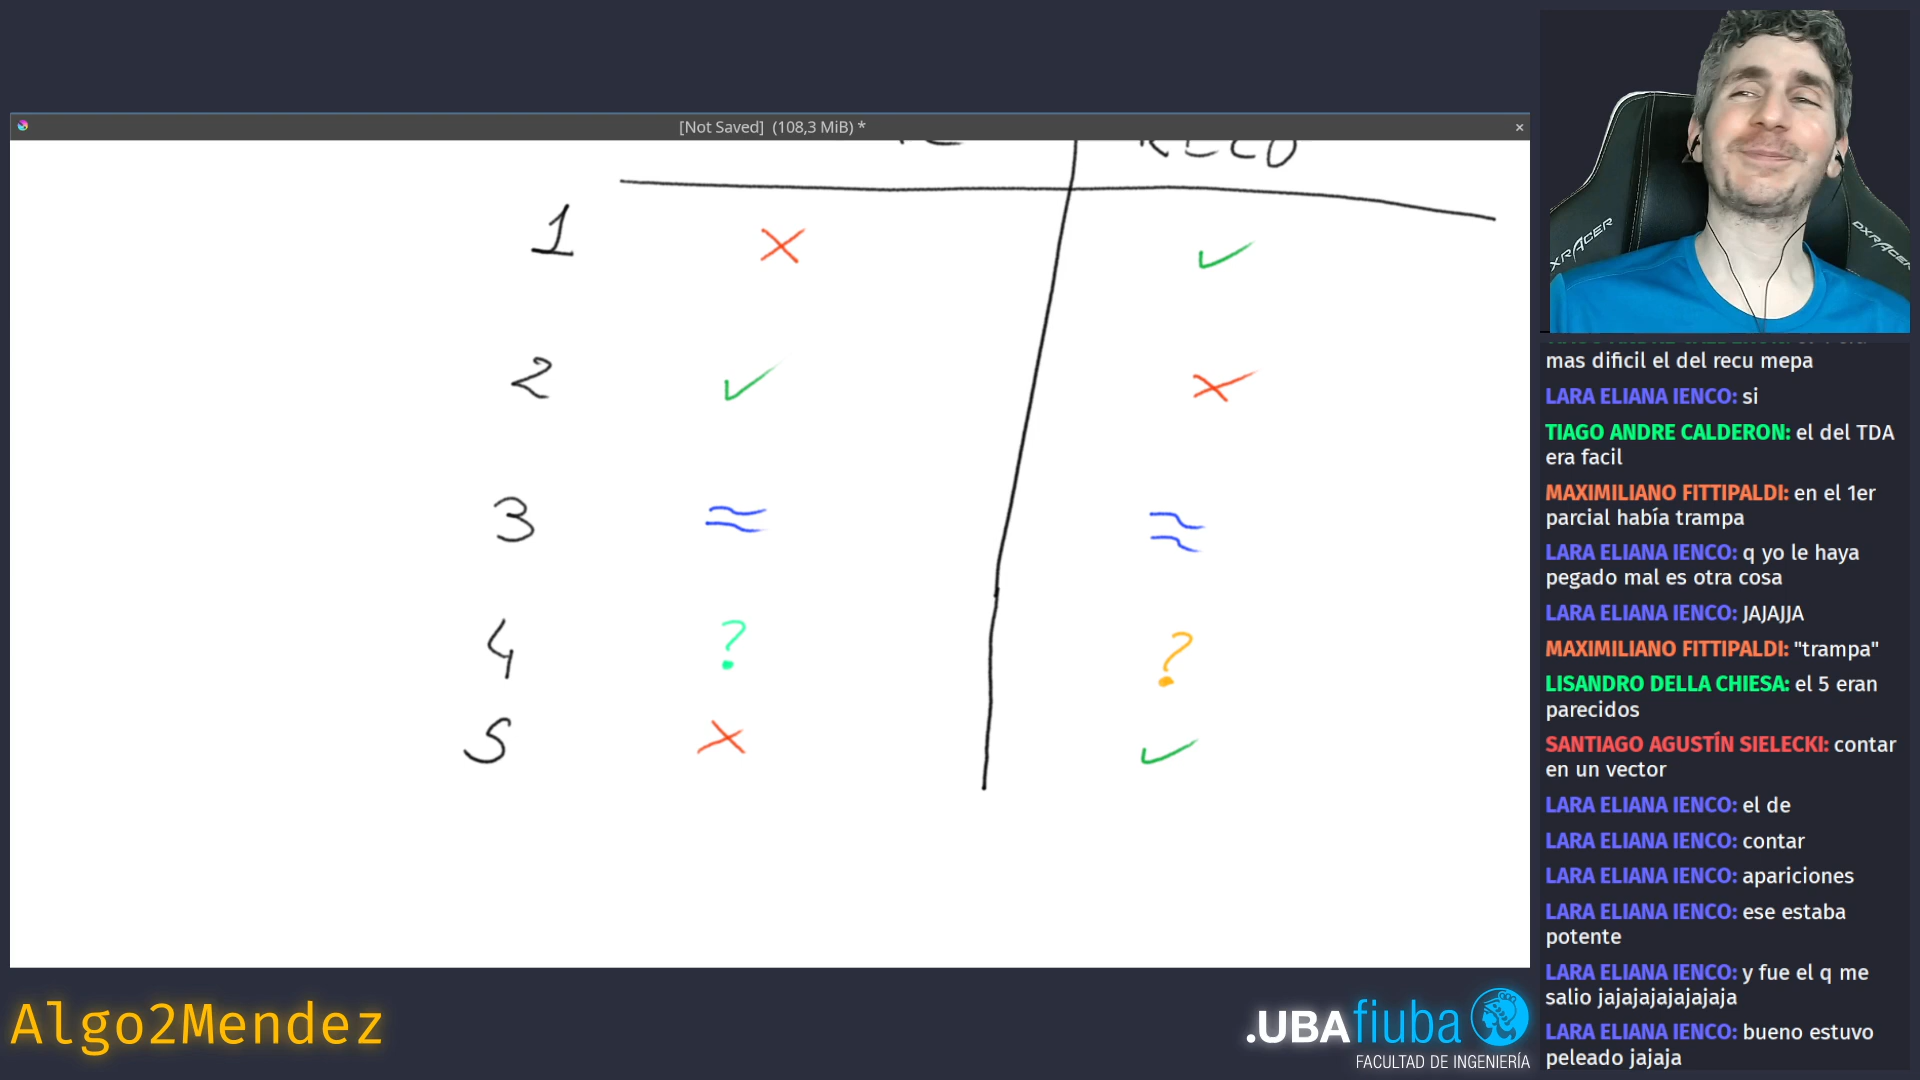 [Not Saved] (108,3 MiB) *
×
RECU
1
2
3
≈
≈
4
?
?
5
XRACER
DXRACER
mas dificil el del recu mepa
LARA ELIANA IENCO: si
TIAGO ANDRE CALDERON: el del TDA
era facil
MAXIMILIANO FITTIPALDI: en el 1er
parcial había trampa
LARA ELIANA IENCO: q yo le haya
pegado mal es otra cosa
LARA ELIANA IENCO: JAJAJJA
MAXIMILIANO FITTIPALDI: "trampa"
LISANDRO DELLA CHIESA: el 5 eran
parecidos
SANTIAGO AGUSTÍN SIELECKI: contar
en un vector
LARA ELIANA IENCO: el de
LARA ELIANA IENCO: contar
LARA ELIANA IENCO: apariciones
LARA ELIANA IENCO: ese estaba
potente
LARA ELIANA IENCO: y fue el q me
salio jajajajajajajaja
LARA ELIANA IENCO: bueno estuvo
peleado jajaja
Algo2Mendez
.UBAfiuba
FACULTAD DE INGENIERÍA